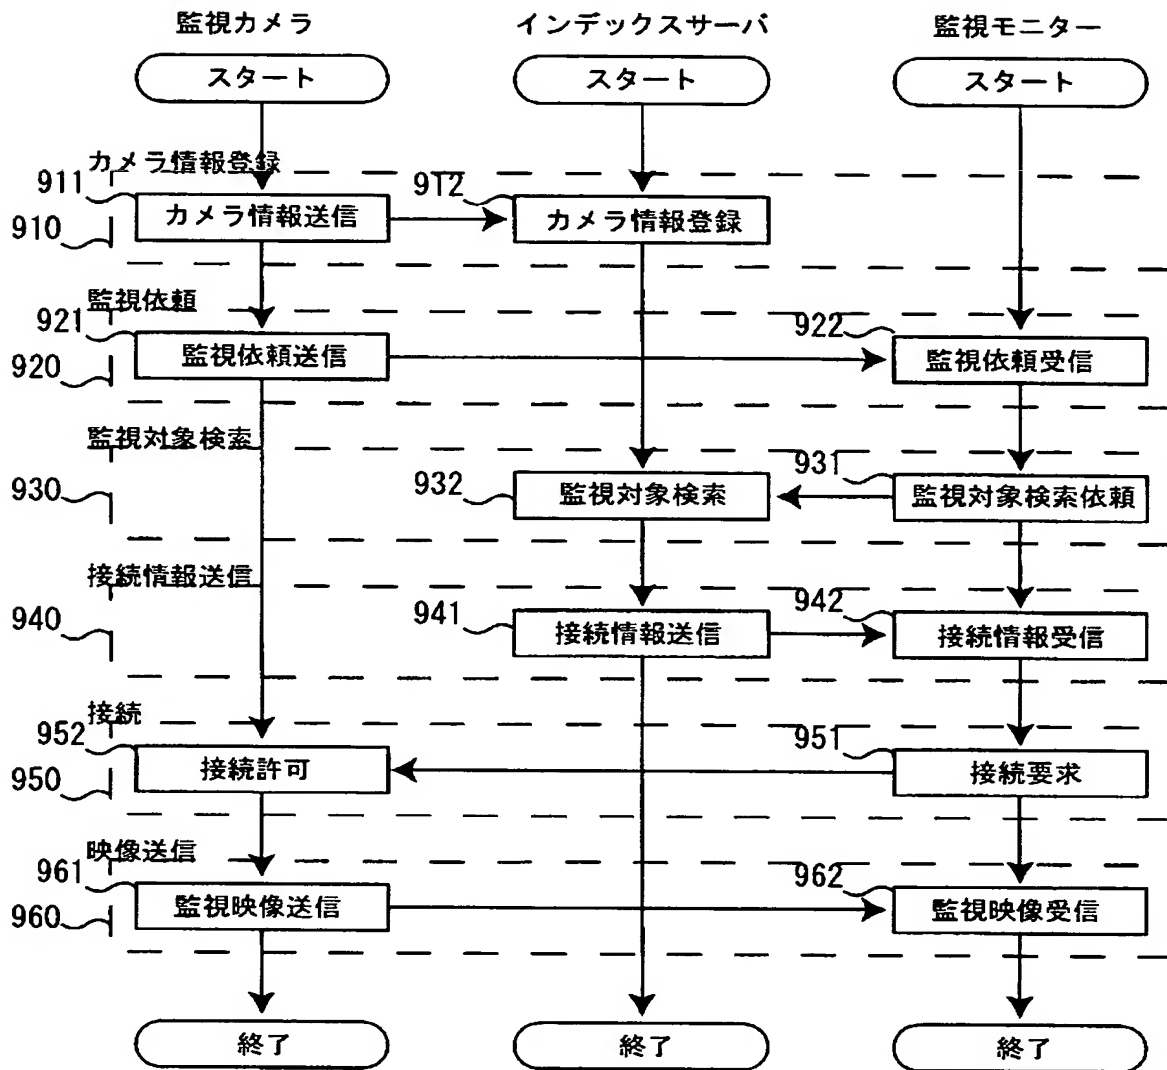 監視カメラ
インデックスサーバ
監視モニター
スタート
スタート
スタート
カメラ情報登録
911
カメラ情報送信
912
カメラ情報登録
910
監視依頼
921
監視依頼送信
922
監視依頼受信
920
監視対象検索
930
932
監視対象検索
931
監視対象検索依頼
接続情報送信
940
941
接続情報送信
942
接続情報受信
接続
952
接続許可
951
接続要求
950
映像送信
961
監視映像送信
962
監視映像受信
960
終了
終了
終了